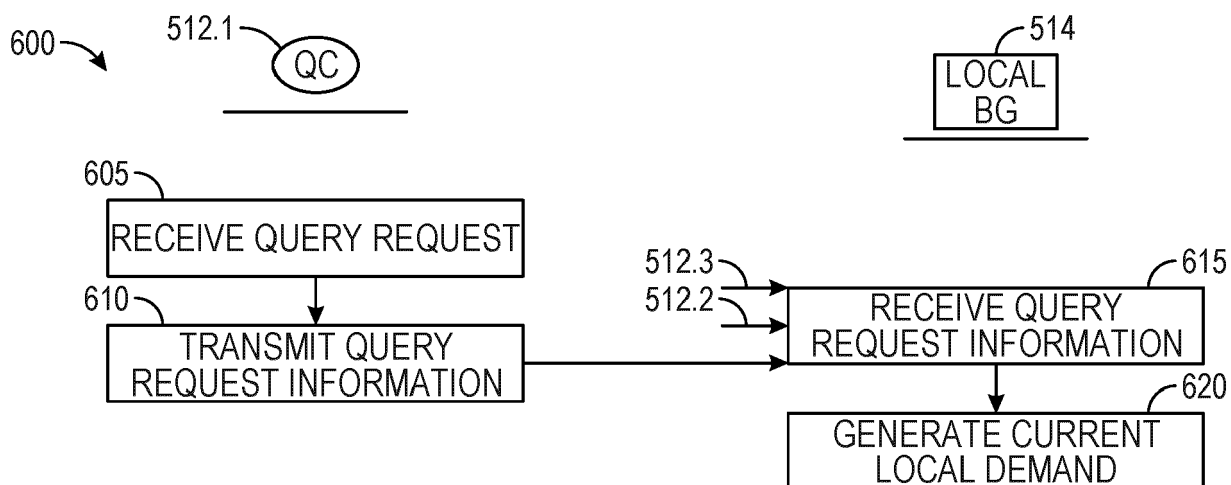 600
512.1
QC
514
LOCAL
BG
605
RECEIVE QUERY REQUEST
610
TRANSMIT QUERY
REQUEST INFORMATION
512.3
512.2
615
RECEIVE QUERY
REQUEST INFORMATION
620
GENERATE CURRENT
LOCAL DEMAND